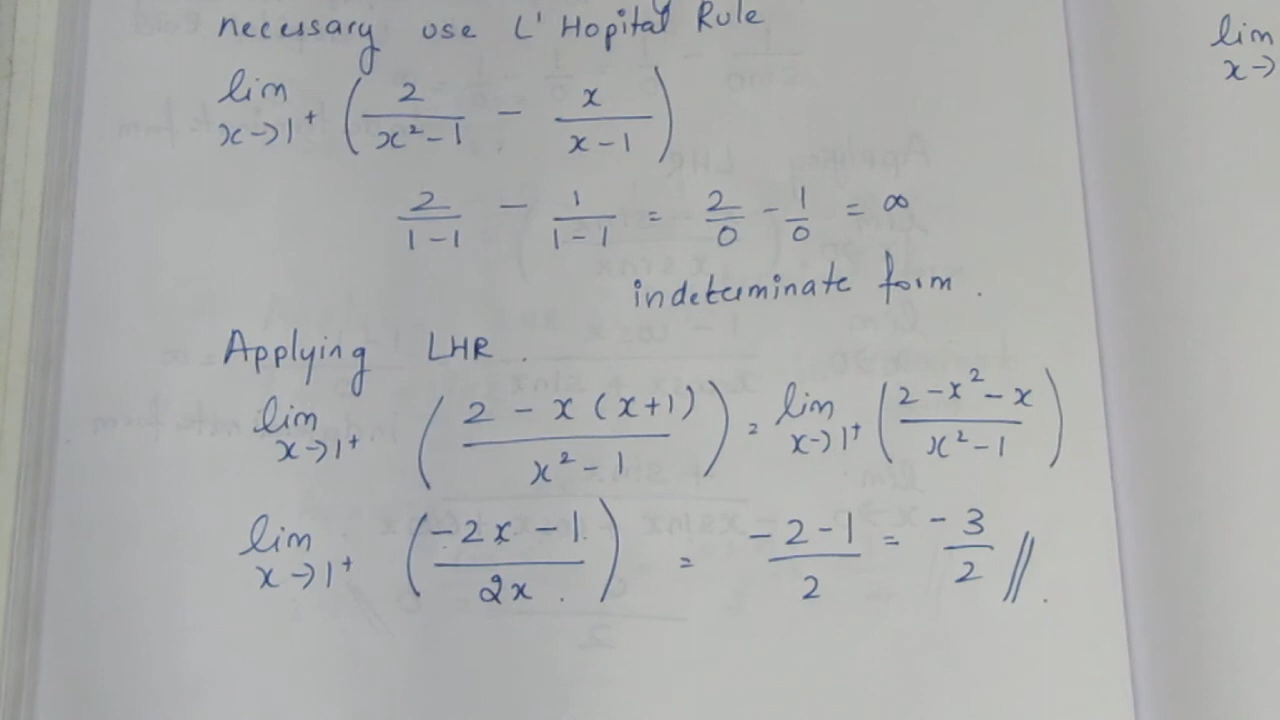 necessary use L' Hopital Rule
lim x→1⁺ (2/(x²-1) - x/(x-1))
2/(1-1) - 1/(1-1) = 2/0 - 1/0 = ∞
indeterminate form.
Applying LHR.
lim x→1⁺ ((2 - x(x+1))/(x²-1)) = lim x→1⁺ ((2-x²-x)/(x²-1))
lim x→1⁺ ((-2x-1)/(2x)) = (-2-1)/2 = -3/2 //.
lim
x→